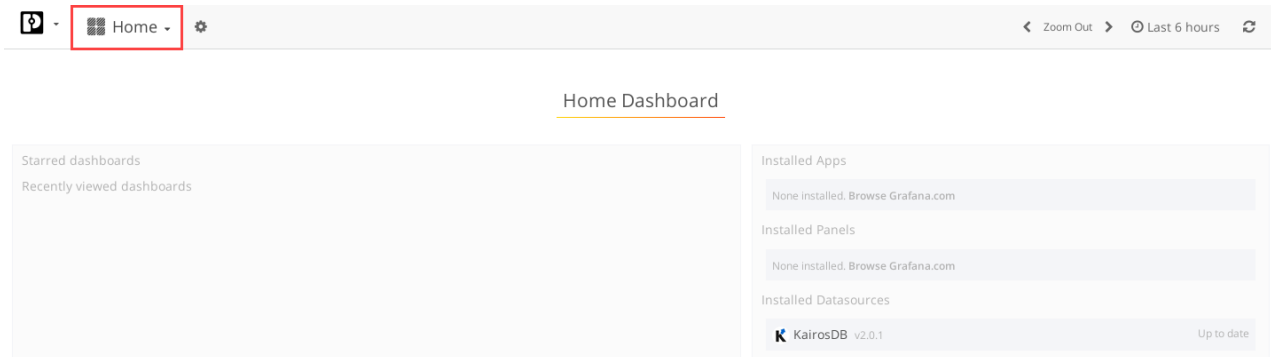 Home
Zoom Out
Last 6 hours
Home Dashboard
Starred dashboards
Recently viewed dashboards
Installed Apps
None installed. Browse Grafana.com
Installed Panels
None installed. Browse Grafana.com
Installed Datasources
KairosDB v2.0.1 Up to date